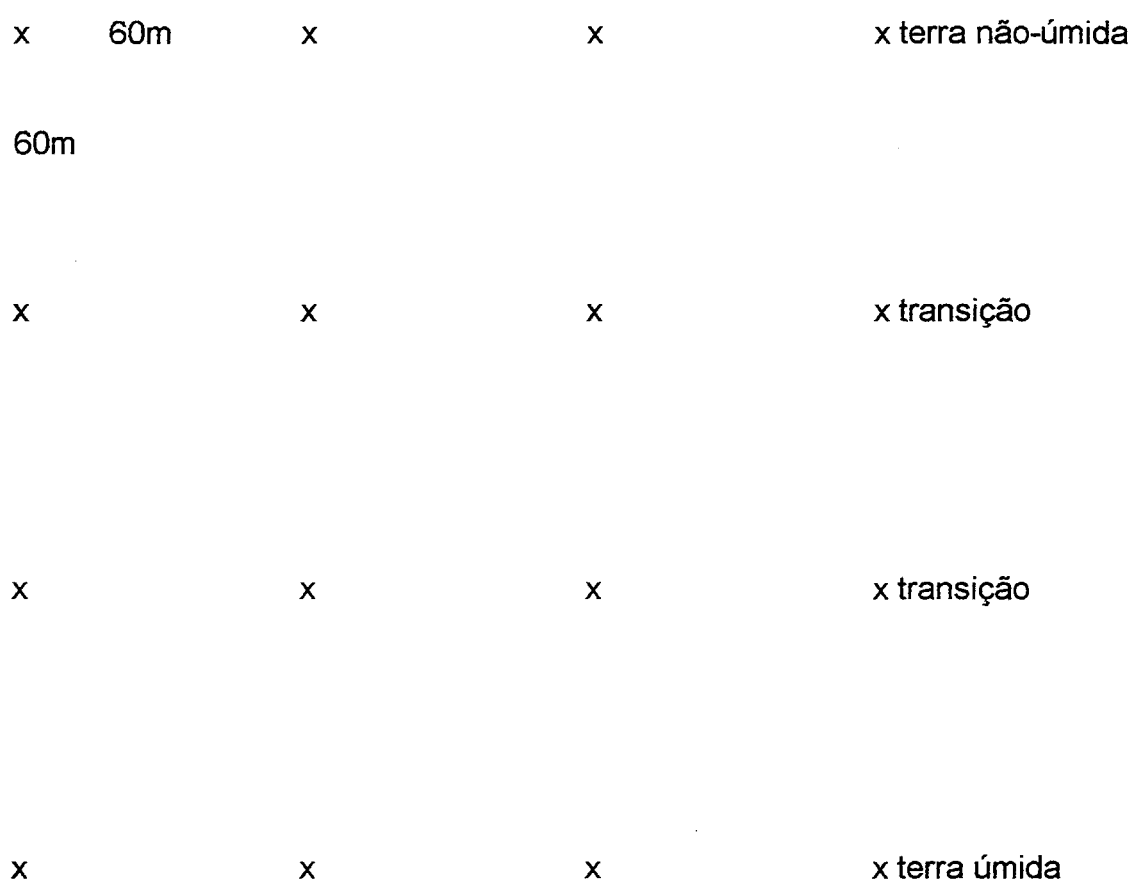 x 60m x x x terra não-úmida
60m
x x x x transição
x x x x transição
x x x x terra úmida